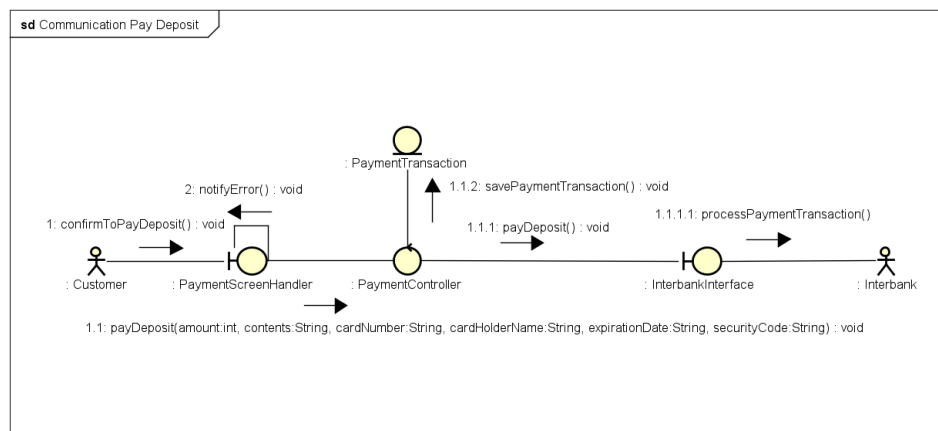 sd Communication Pay Deposit
: PaymentTransaction
2: notifyError() : void
1.1.2: savePaymentTransaction() : void
1: confirmToPayDeposit() : void
1.1.1: payDeposit() : void
1.1.1.1: processPaymentTransaction()
: Customer
: PaymentScreenHandler
: PaymentController
: InterbankInterface
: Interbank
1.1: payDeposit(amount:int, contents:String, cardNumber:String, cardHolderName:String, expirationDate:String, securityCode:String) : void